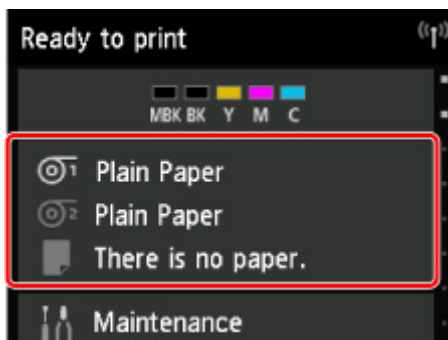 Ready to print
MBK BK Y M C
1 Plain Paper
2 Plain Paper
There is no paper.
Maintenance